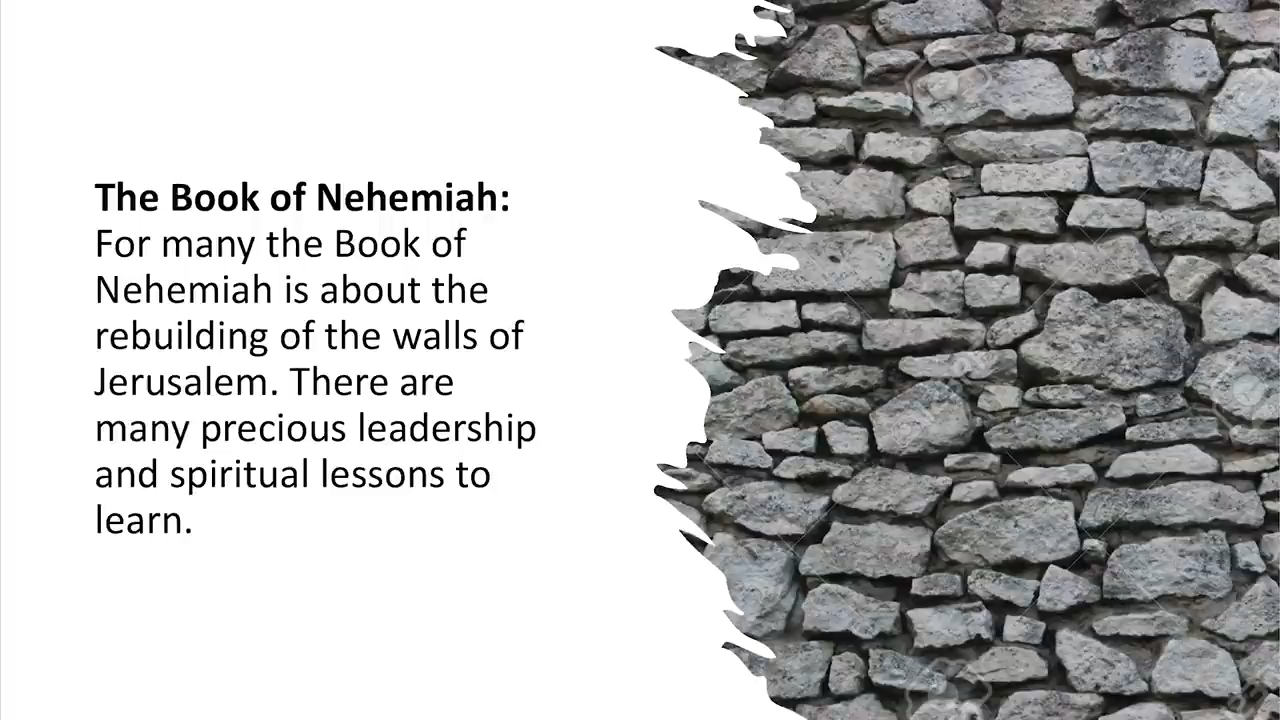 The Book of Nehemiah:
For many the Book of
Nehemiah is about the
rebuilding of the walls of
Jerusalem. There are
many precious leadership
and spiritual lessons to
learn.